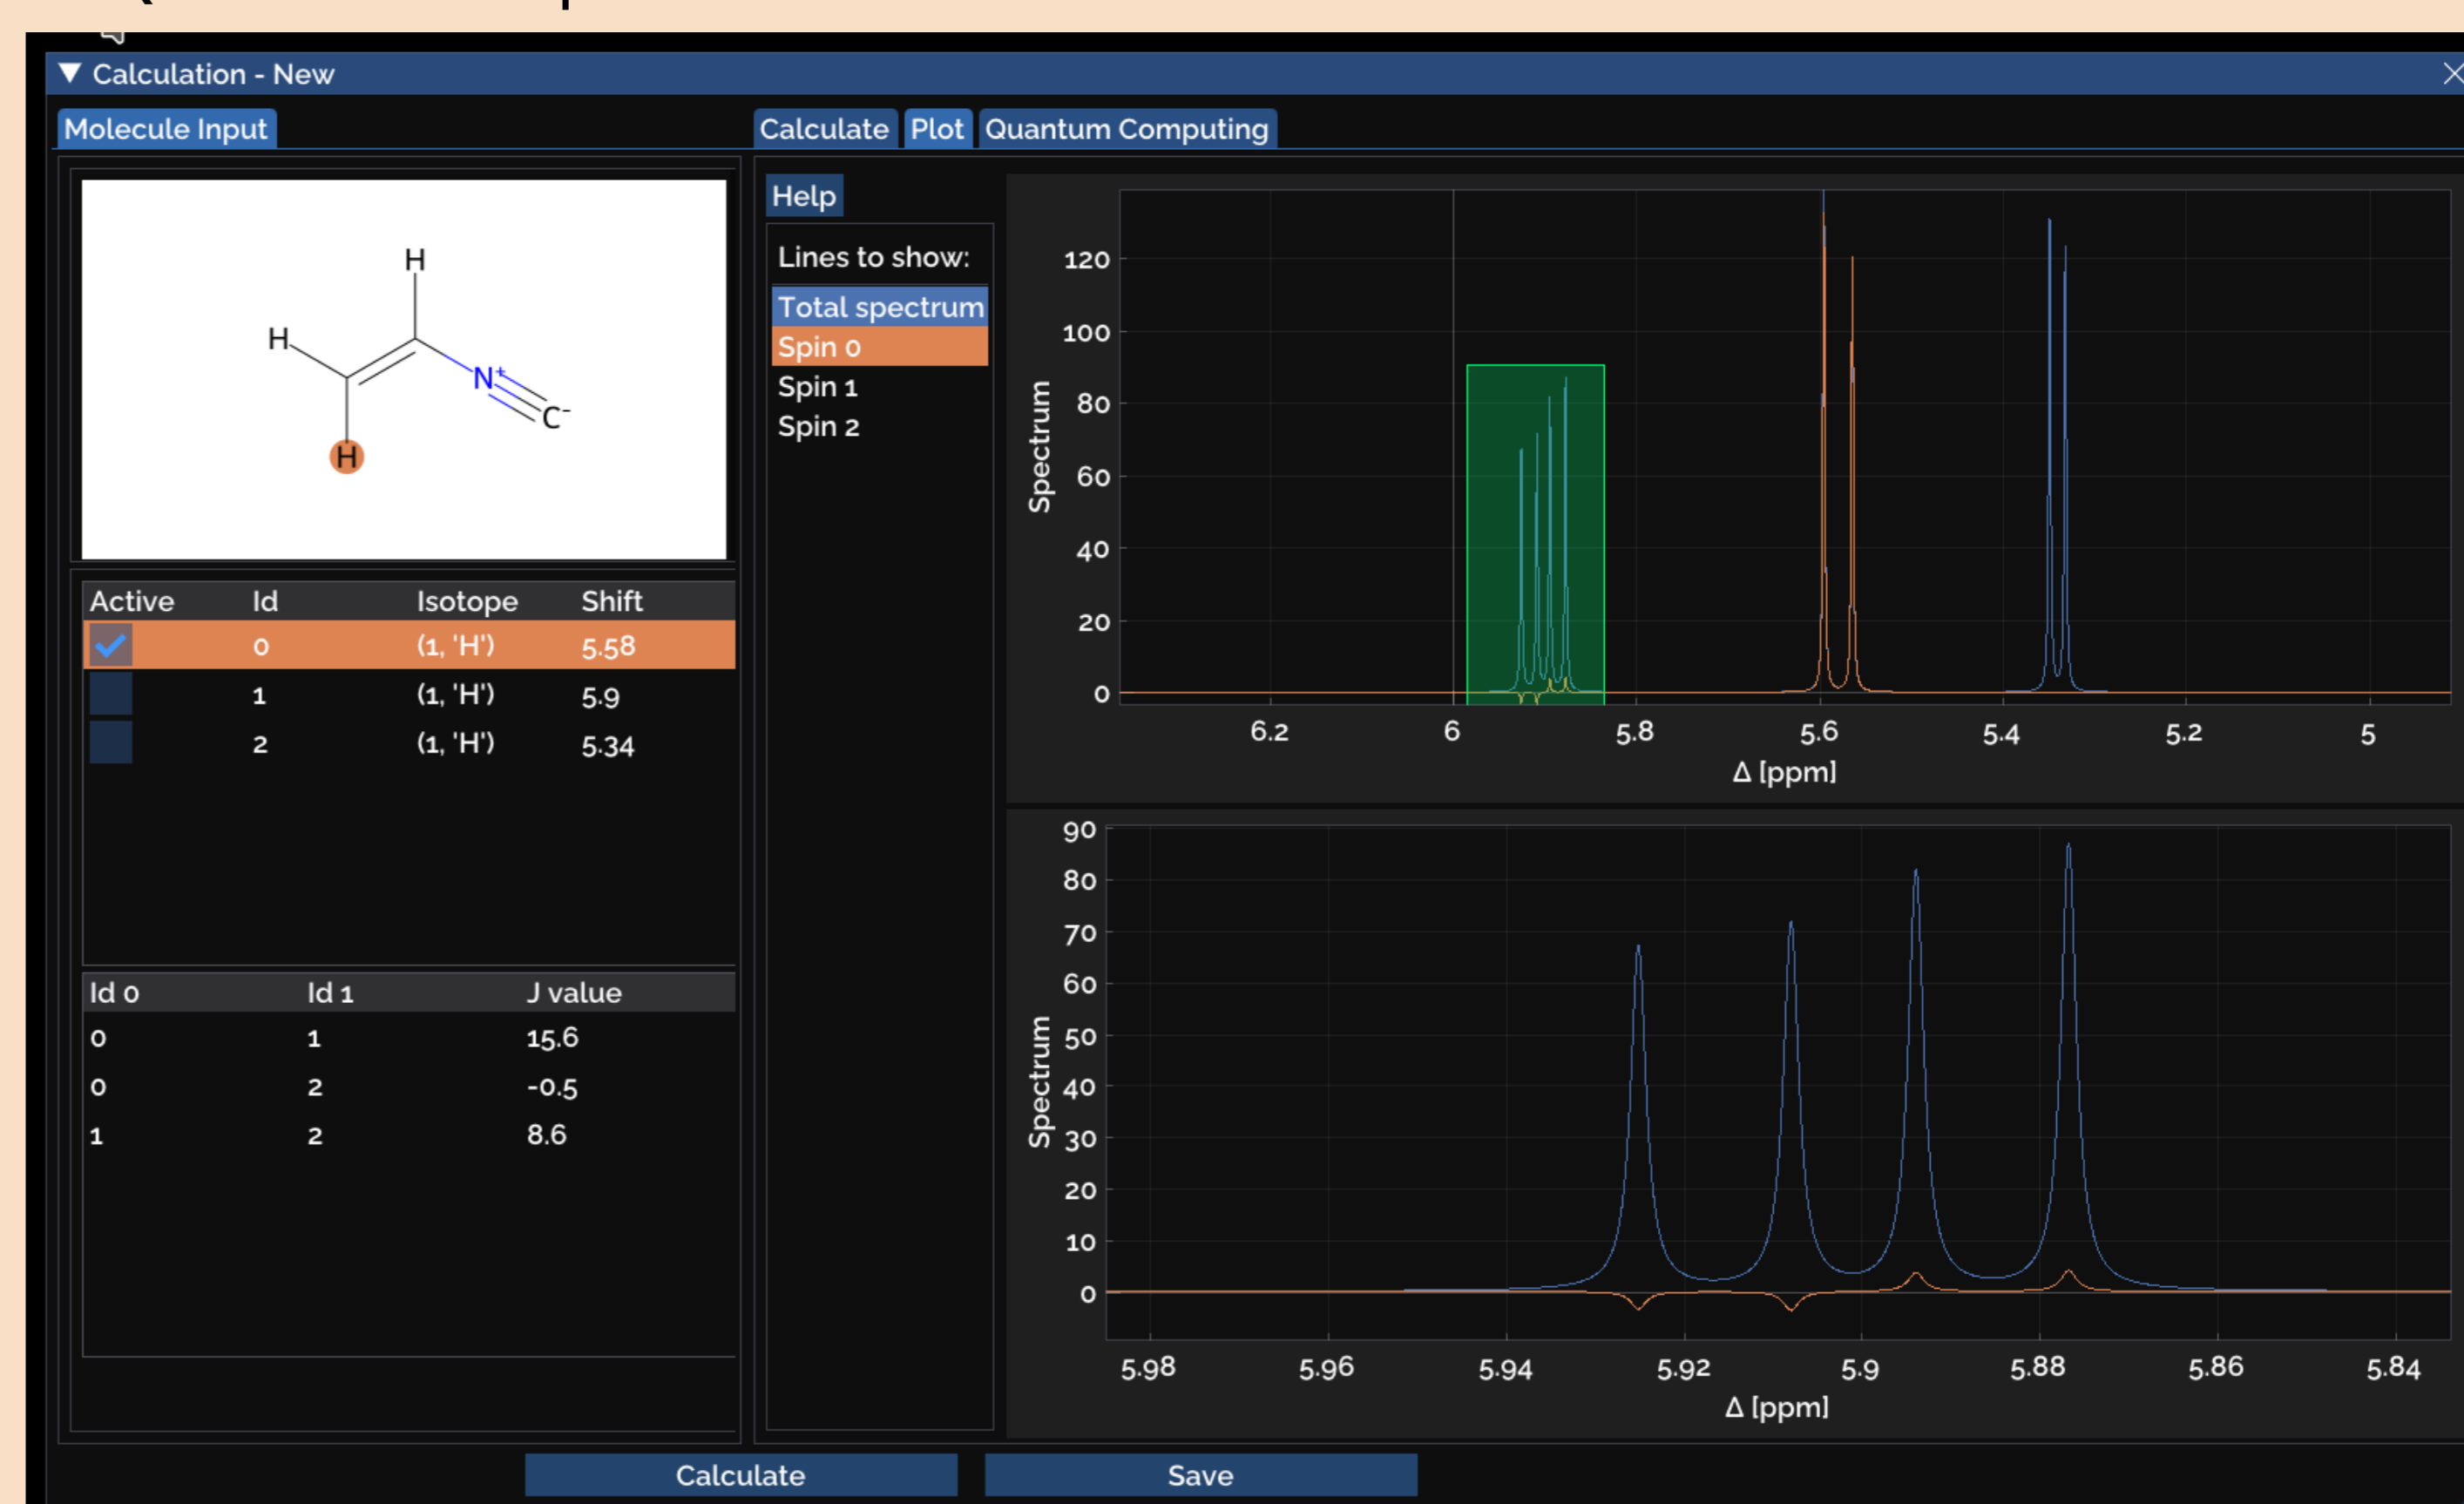 Calculation - New
Molecule Input
Calculate Plot Quantum Computing
H
H
N+
C-
H
Active Id Isotope Shift
0 (1, 'H') 5.58
1 (1, 'H') 5.9
2 (1, 'H') 5.34
Id 0 Id 1 J value
0 1 15.6
0 2 -0.5
1 2 8.6
Help
Lines to show:
Total spectrum
Spin 0
Spin 1
Spin 2
Spectrum
120
100
80
60
40
20
0
6.2 6 5.8 5.6 5.4 5.2 5
Δ [ppm]
Spectrum
90
80
70
60
50
40
30
20
10
0
5.98 5.96 5.94 5.92 5.9 5.88 5.86 5.84
Δ [ppm]
Calculate Save